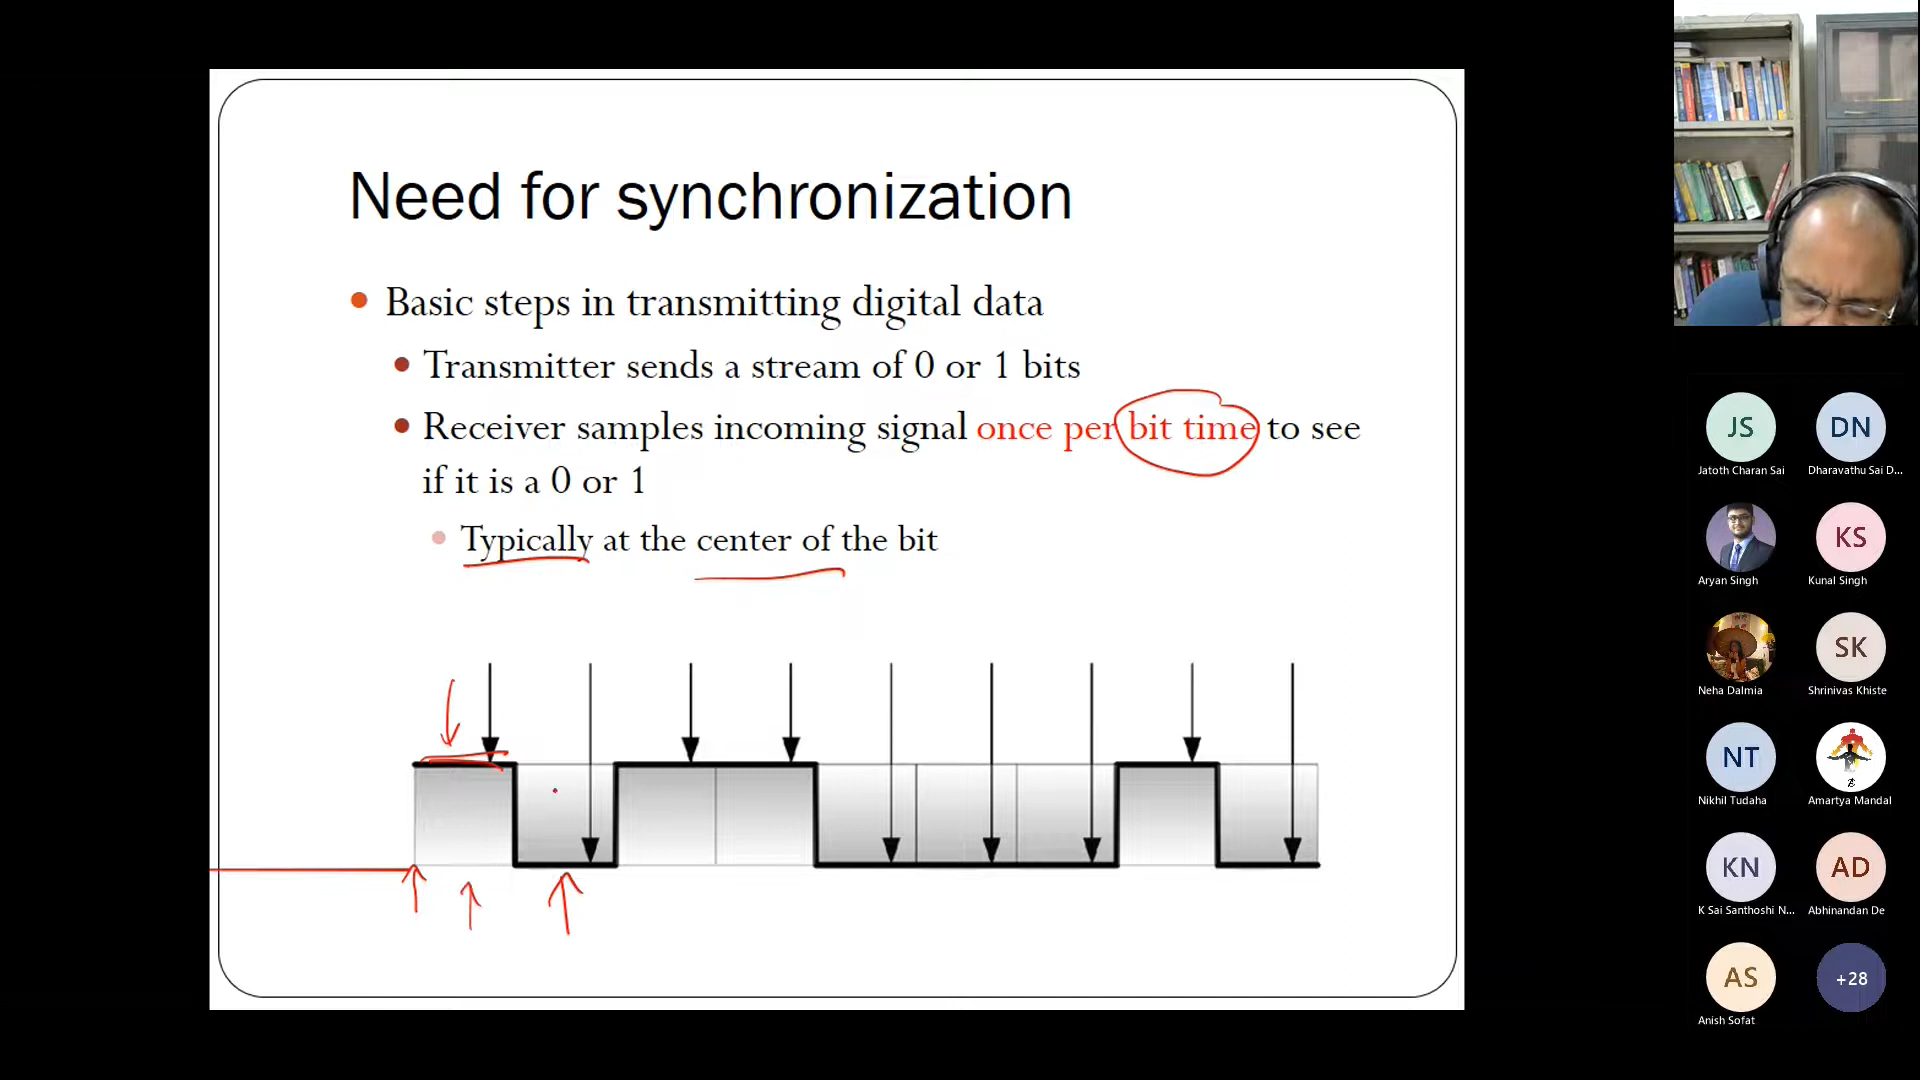 Need for synchronization
Basic steps in transmitting digital data
Transmitter sends a stream of 0 or 1 bits
Receiver samples incoming signal once per bit time to see
if it is a 0 or 1
Typically at the center of the bit
JS
DN
Jatoth Charan Sai
Dharavathu Sai D...
KS
Aryan Singh
Kunal Singh
SK
Neha Dalmia
Shrinivas Khiste
NT
Nikhil Tudaha
Amartya Mandal
KN
AD
K Sai Santhoshi N...
Abhinandan De
AS
+28
Anish Sofat